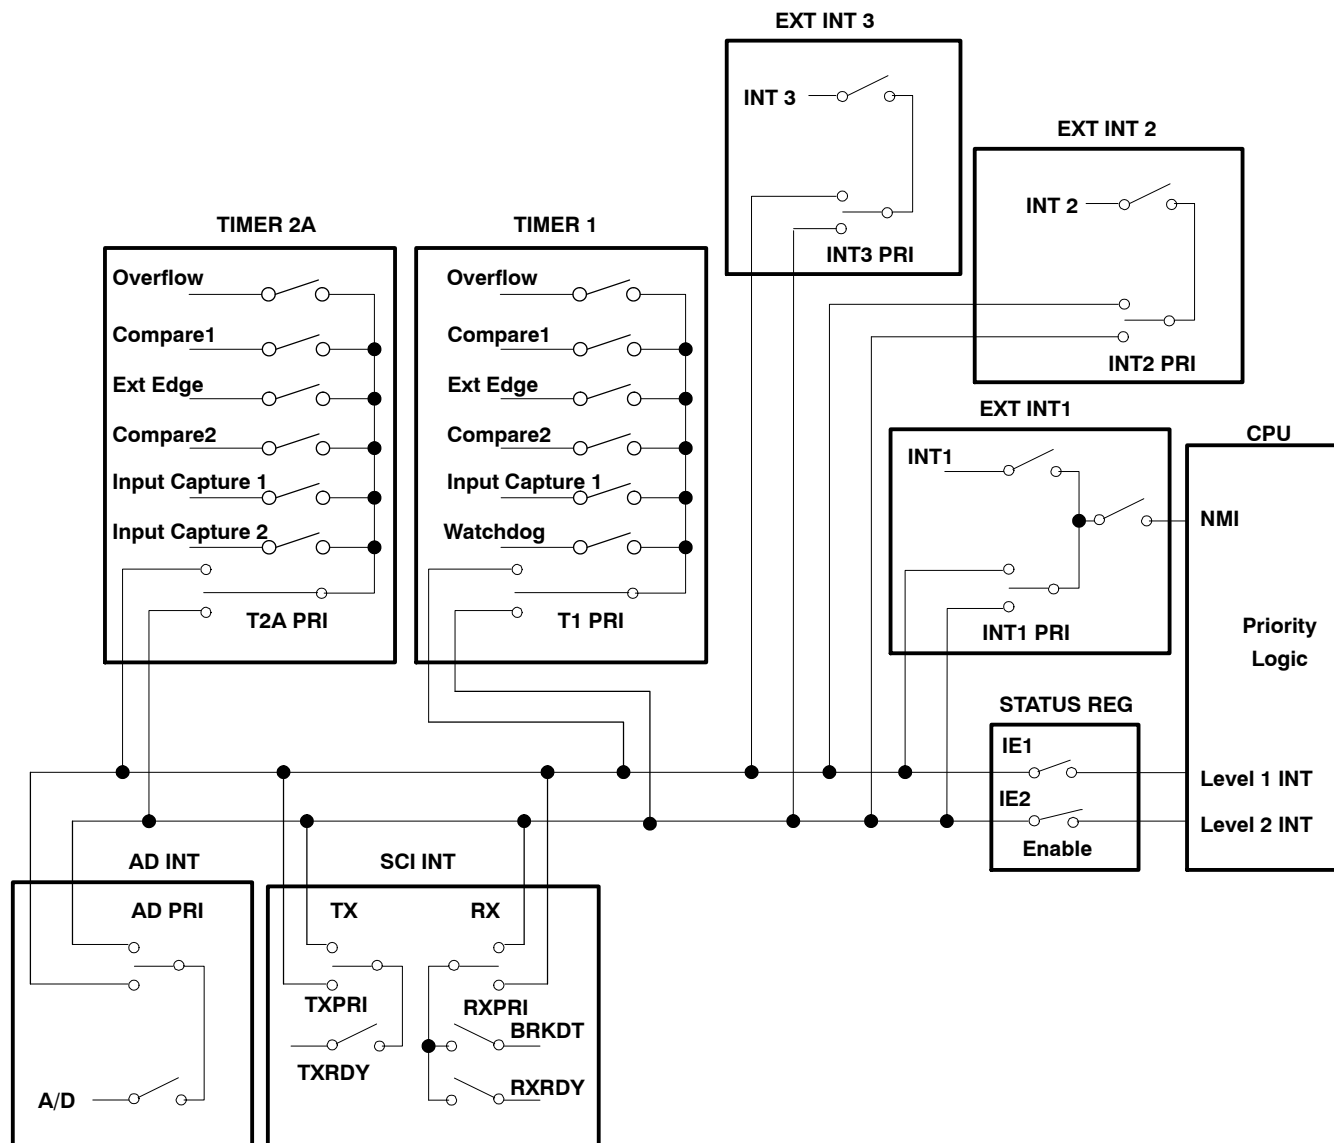 EXT INT 3
INT 3
INT3 PRI
EXT INT 2
INT 2
INT2 PRI
TIMER 2A
Overflow
Compare1
Ext Edge
Compare2
Input Capture 1
Input Capture 2
T2A PRI
TIMER 1
Overflow
Compare1
Ext Edge
Compare2
Input Capture 1
Watchdog
T1 PRI
EXT INT1
INT1
INT1 PRI
CPU
NMI
Priority
Logic
Level 1 INT
Level 2 INT
STATUS REG
IE1
IE2
Enable
AD INT
AD PRI
A/D
SCI INT
TX
RX
TXPRI
RXPRI
BRKDT
TXRDY
RXRDY